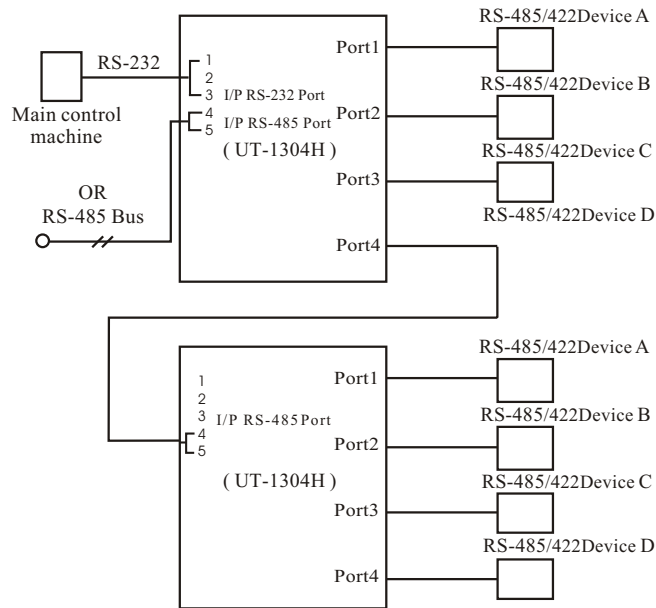 RS-485/422Device A
Port1
1
RS-232
2
3 I/P RS-232 Port
RS-485/422Device B
Port2
Main control
machine
4 I/P RS-485 Port
5
( UT-1304H )
RS-485/422Device C
Port3
OR
RS-485 Bus
RS-485/422Device D
Port4
RS-485/422Device A
Port1
1
2
3 I/P RS-485 Port
4
5
RS-485/422Device B
Port2
( UT-1304H )
RS-485/422Device C
Port3
RS-485/422Device D
Port4